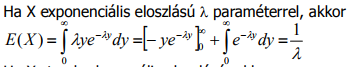 Ha X exponenciális eloszlású λ paraméterrel, akkor
E(X) = ∫₀^∞ λye^{-λy}dy = [-ye^{-λy}]₀^∞ + ∫₀^∞ e^{-λy}dy = 1/λ